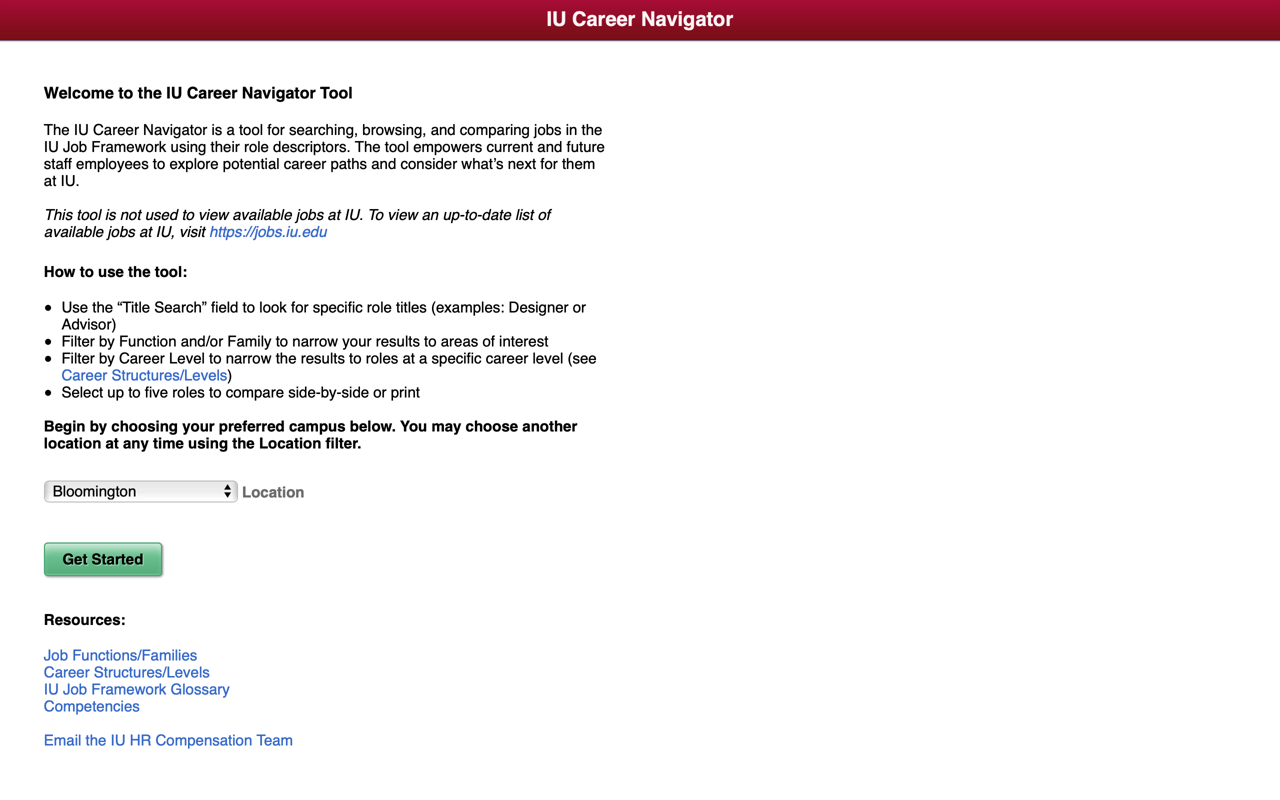 IU Career Navigator
Welcome to the IU Career Navigator Tool
The IU Career Navigator is a tool for searching, browsing, and comparing jobs in the
IU Job Framework using their role descriptors. The tool empowers current and future
staff employees to explore potential career paths and consider what’s next for them
at IU.
This tool is not used to view available jobs at IU. To view an up-to-date list of
available jobs at IU, visit https://jobs.iu.edu
How to use the tool:
• Use the “Title Search” field to look for specific role titles (examples: Designer or
Advisor)
• Filter by Function and/or Family to narrow your results to areas of interest
• Filter by Career Level to narrow the results to roles at a specific career level (see
Career Structures/Levels)
• Select up to five roles to compare side-by-side or print
Begin by choosing your preferred campus below. You may choose another
location at any time using the Location filter.
Bloomington Location
Get Started
Resources:
Job Functions/Families
Career Structures/Levels
IU Job Framework Glossary
Competencies
Email the IU HR Compensation Team